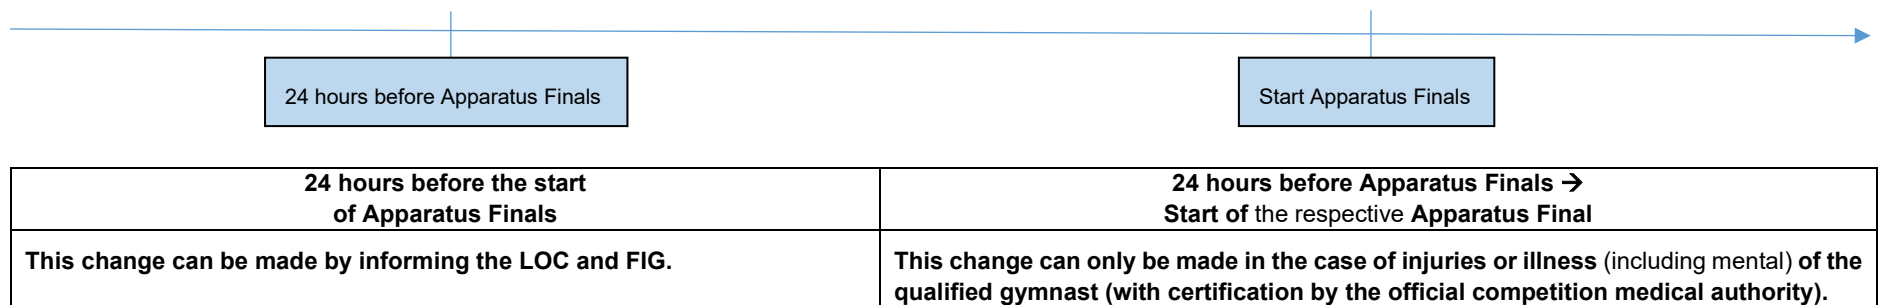 24 hours before Apparatus Finals
Start Apparatus Finals
24 hours before the start
of Apparatus Finals
24 hours before Apparatus Finals →
Start of the respective Apparatus Final
This change can be made by informing the LOC and FIG.
This change can only be made in the case of injuries or illness (including mental) of the
qualified gymnast (with certification by the official competition medical authority).